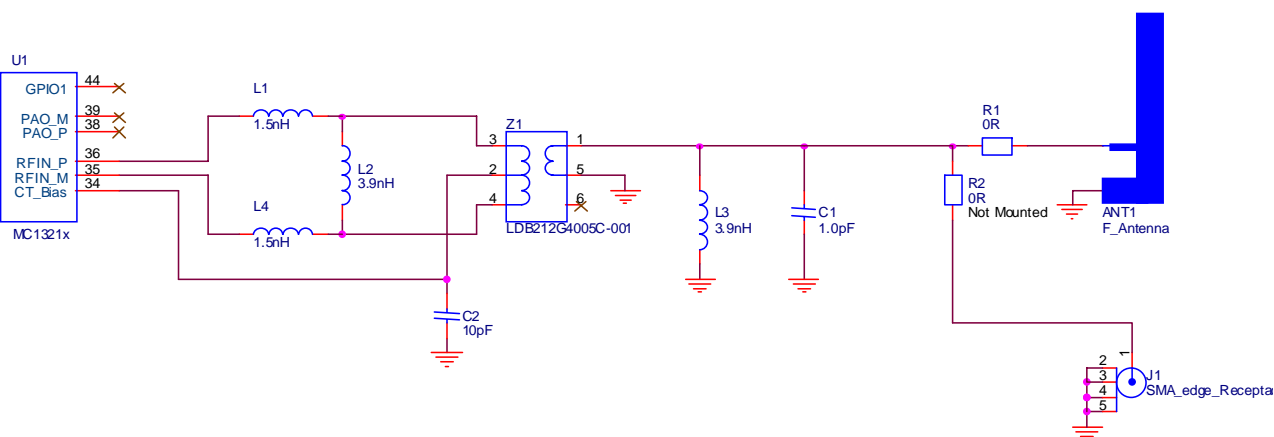 U1
GPIO1
44
PAO_M
39
PAO_P
38
RFIN_P
36
RFIN_M
35
CT_Bias
34
MC1321x
L1
1.5nH
L2
3.9nH
L4
1.5nH
C2
10pF
Z1
3
2
4
1
5
6
LDB212G4005C-001
L3
3.9nH
C1
1.0pF
R1
0R
R2
0R
Not Mounted
ANT1
F_Antenna
1
2
3
4
5
J1
SMA_edge_Recepta